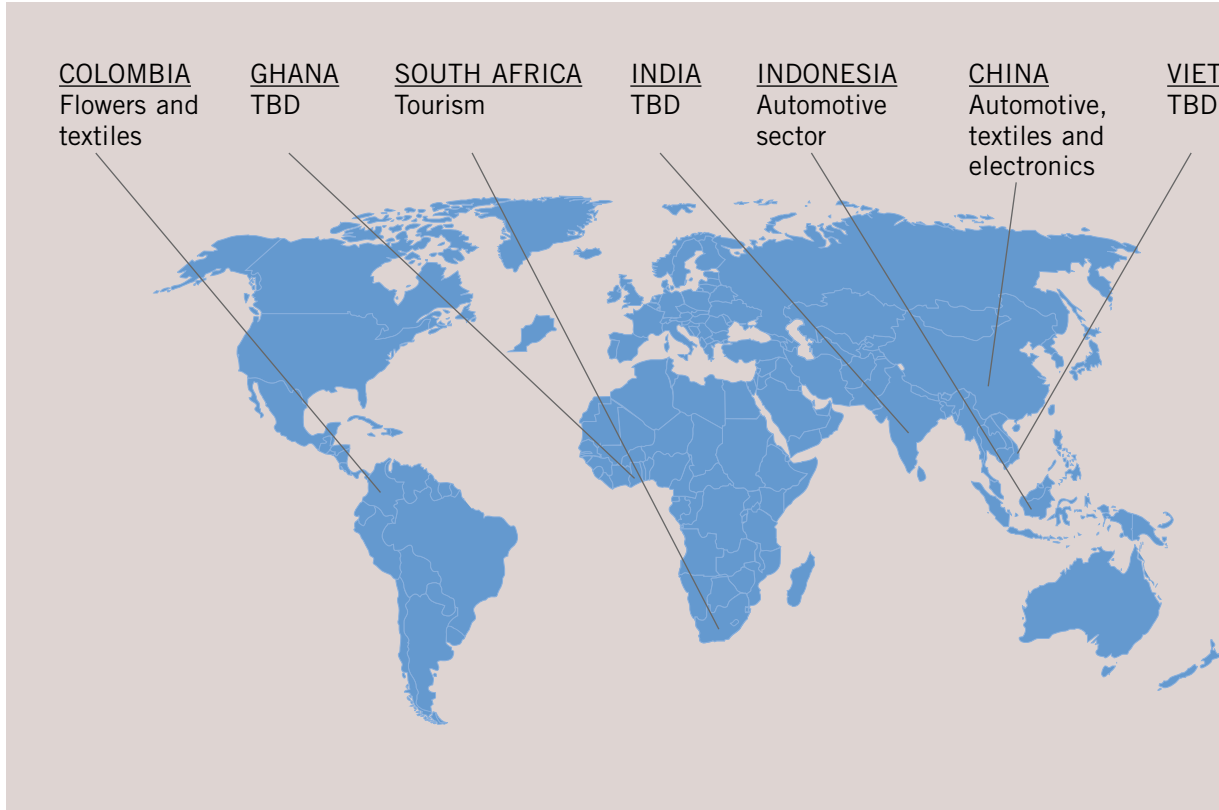 COLOMBIA
Flowers and
textiles
GHANA
TBD
SOUTH AFRICA
Tourism
INDIA
TBD
INDONESIA
Automotive
sector
CHINA
Automotive,
textiles and
electronics
VIET
TBD